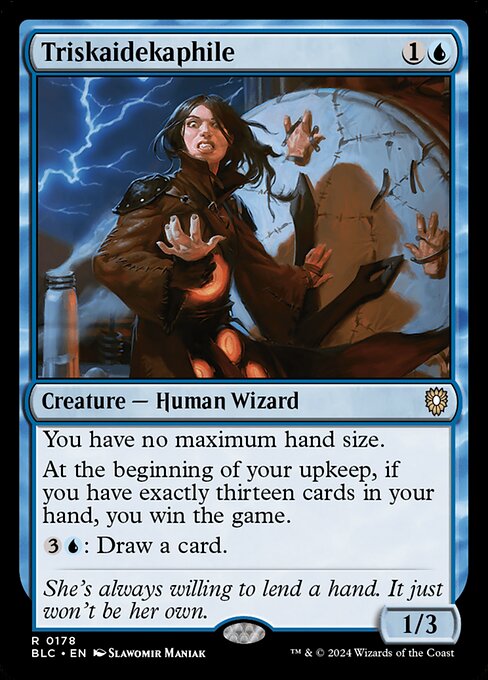 Triskaidekaphile 1
Creature — Human Wizard
You have no maximum hand size.
At the beginning of your upkeep, if
you have exactly thirteen cards in your
hand, you win the game.
3: Draw a card.
She's always willing to lend a hand. It just
won't be her own.
1/3
R 0178
BLC • EN SLAWOMIR MANIAK
™ & © 2024 Wizards of the Coast